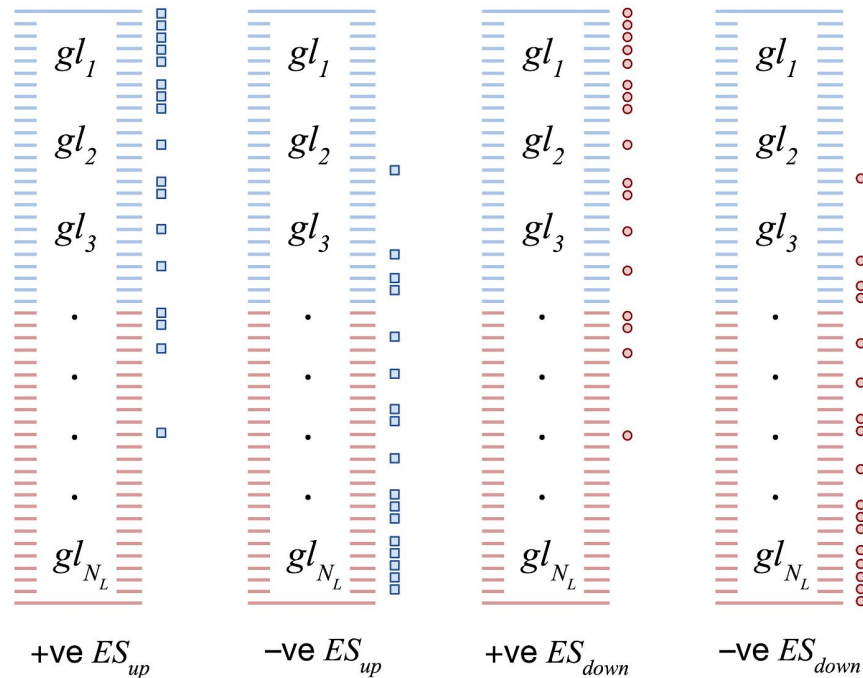 gl1 gl1 gl1 gl1
gl2 gl2 gl2 gl2
gl3 gl3 gl3 gl3
glNL glNL glNL glNL
+ve ESup –ve ESup +ve ESdown –ve ESdown